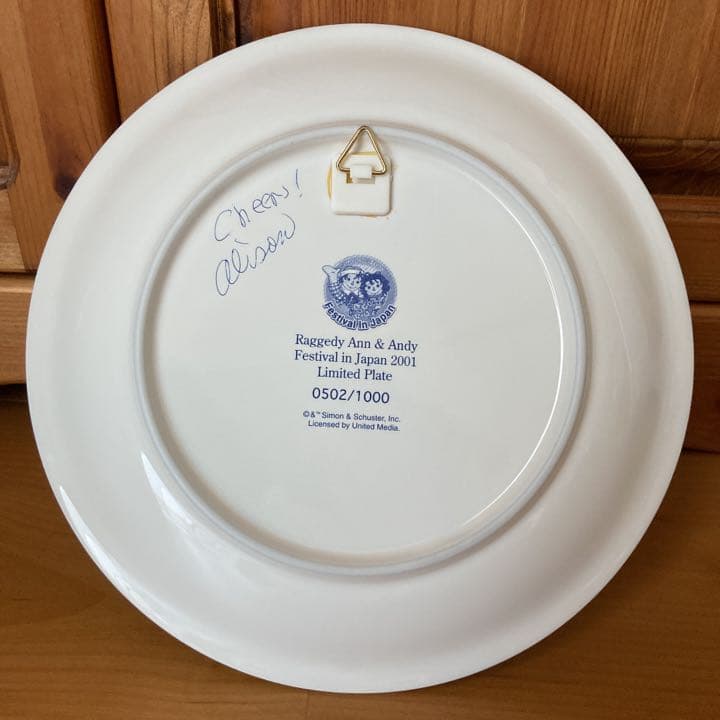 Cheers!
Alison
Festival in Japan
Raggedy Ann & Andy
Festival in Japan 2001
Limited Plate
0502/1000
©&™ Simon & Schuster, Inc.
Licensed by United Media.